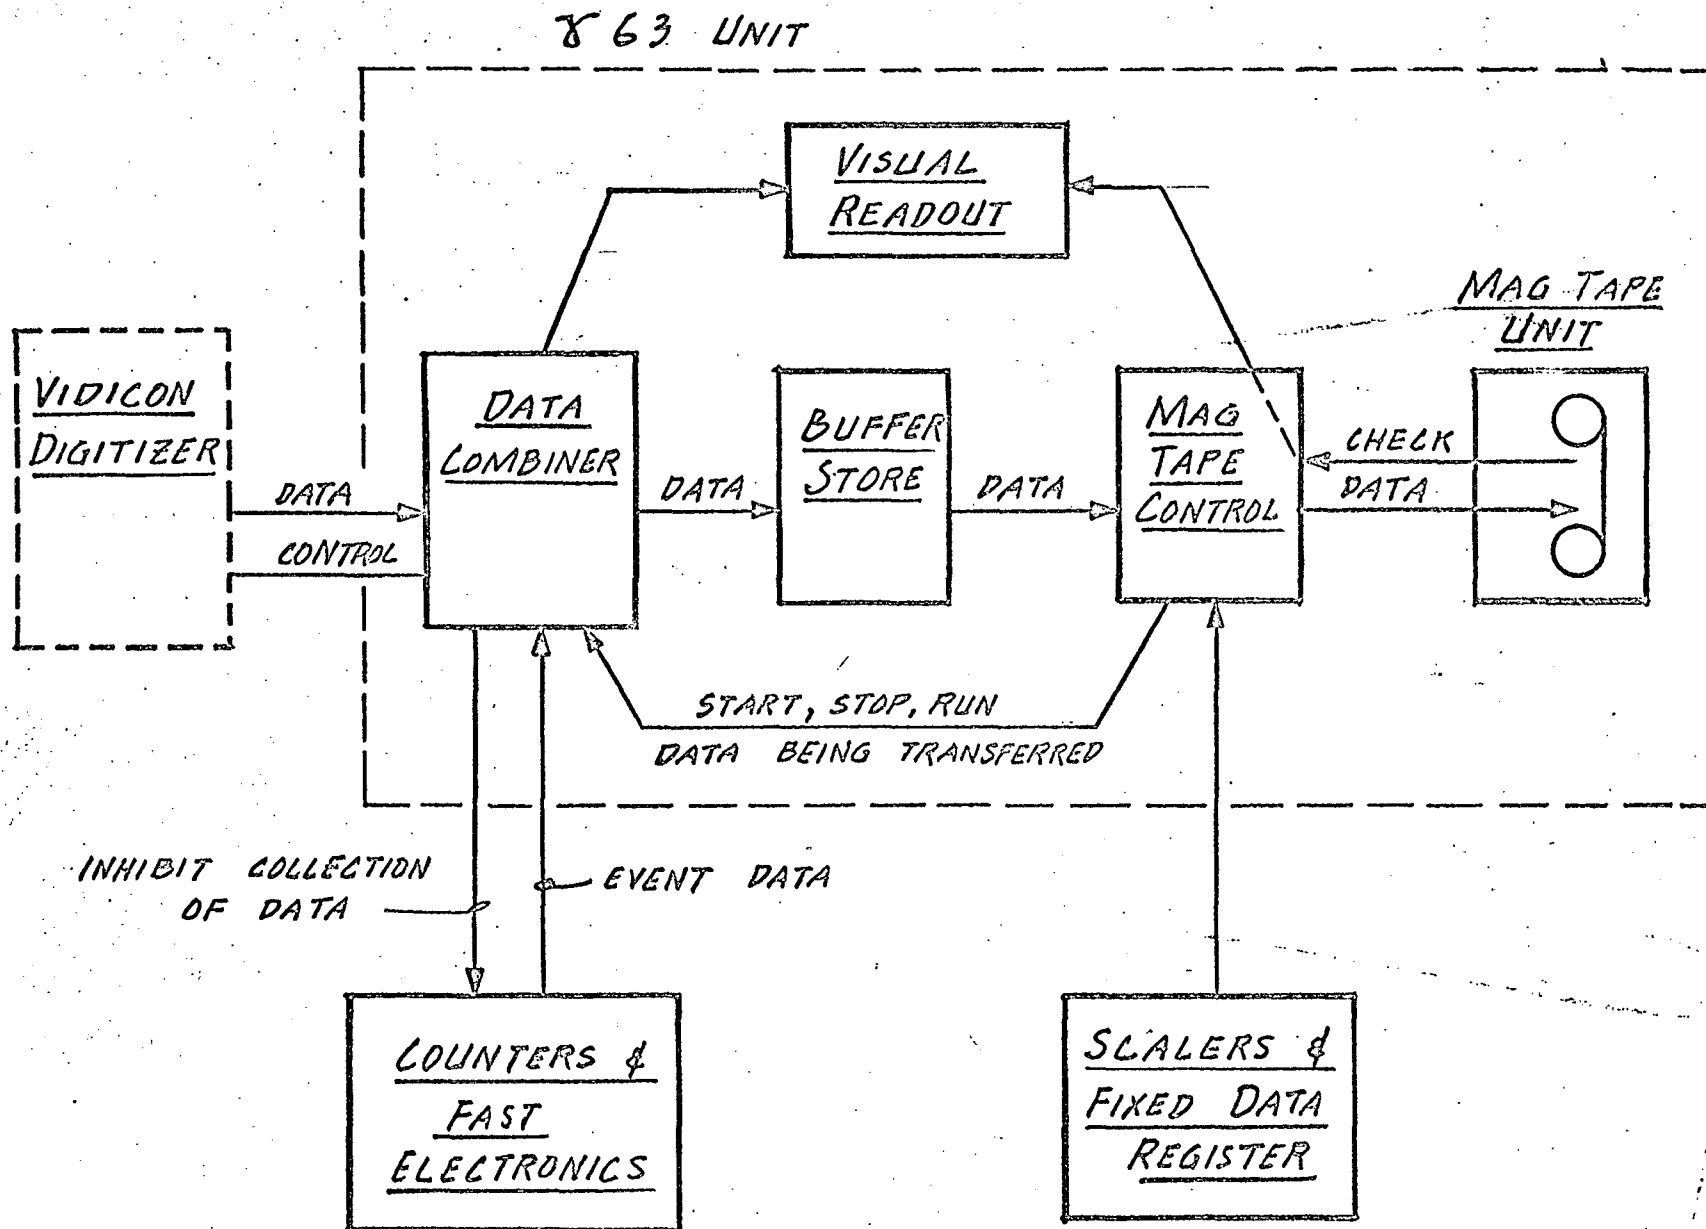 863 UNIT
VISUAL
READOUT
MAG TAPE
UNIT
VIDICON
DIGITIZER
DATA
COMBINER
BUFFER
STORE
MAG
TAPE
CONTROL
CHECK
DATA
DATA
DATA
DATA
CONTROL
START, STOP, RUN
DATA BEING TRANSFERRED
INHIBIT COLLECTION
OF DATA
EVENT DATA
COUNTERS &
FAST
ELECTRONICS
SCALERS &
FIXED DATA
REGISTER